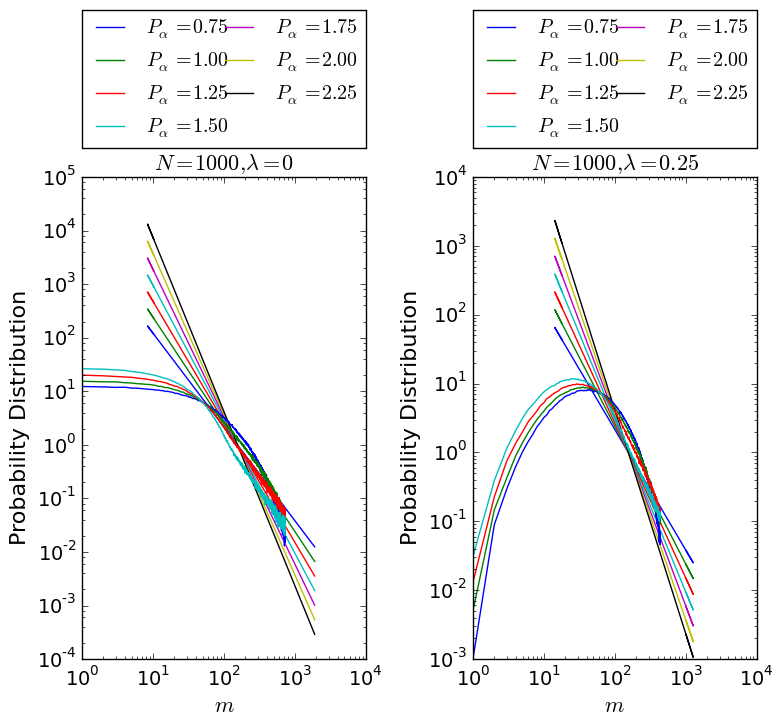 P_α =0.75 P_α =1.75
P_α =1.00 P_α =2.00
P_α =1.25 P_α =2.25
P_α =1.50
N=1000,λ=0
10^5
10^4
10^3
10^2
10^1
10^0
10^-1
10^-2
10^-3
10^-4
Probability Distribution
10^0 10^1 10^2 10^3 10^4
m
P_α =0.75 P_α =1.75
P_α =1.00 P_α =2.00
P_α =1.25 P_α =2.25
P_α =1.50
N=1000,λ=0.25
10^4
10^3
10^2
10^1
10^0
10^-1
10^-2
10^-3
Probability Distribution
10^0 10^1 10^2 10^3 10^4
m